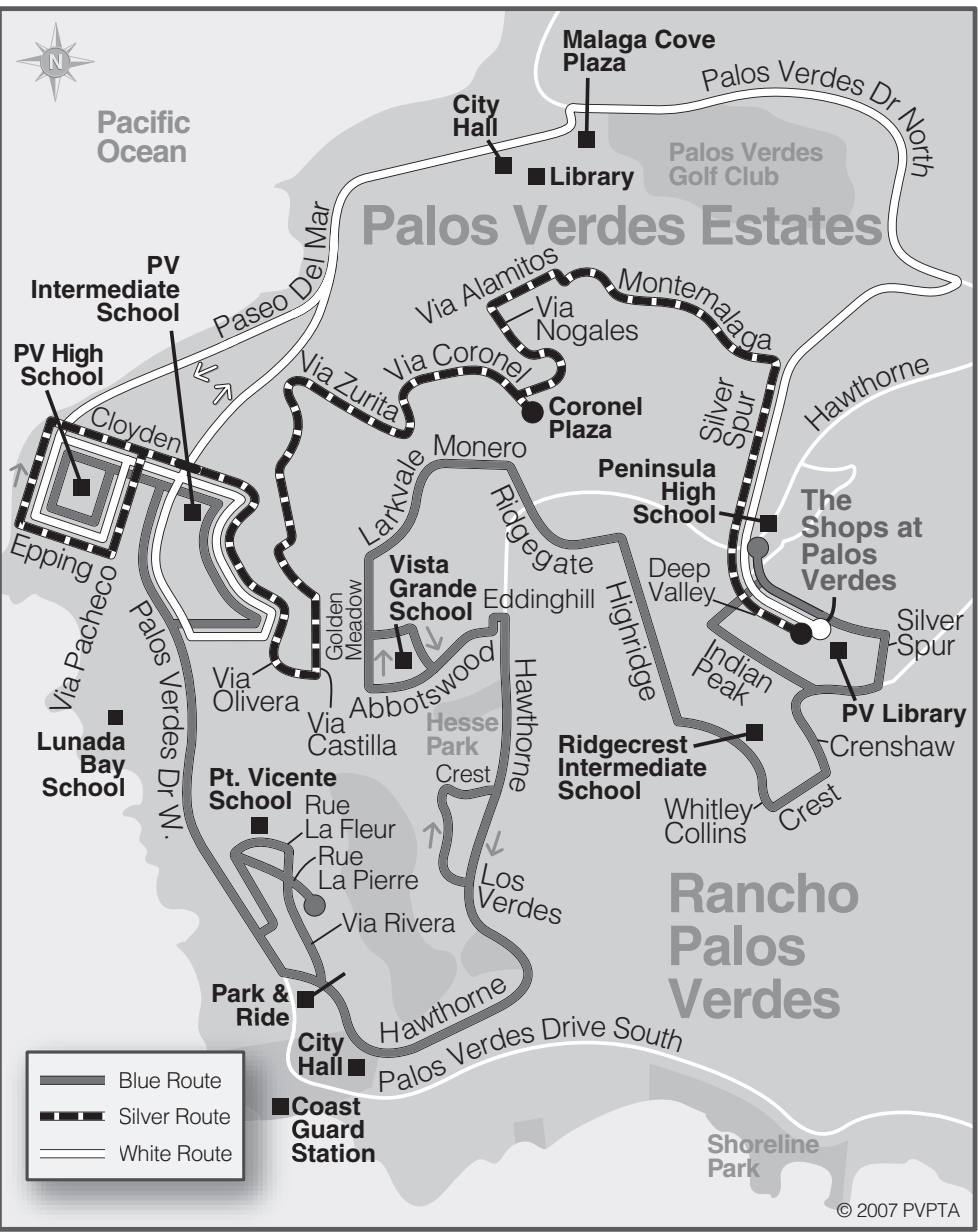 Malaga Cove
Plaza
Palos Verdes Dr North
N
City
Hall
Pacific
Ocean
Palos Verdes
Golf Club
Library
Palos Verdes Estates
Paseo Del Mar
PV
Intermediate
School
Via Alamitos
Montemalaga
Via
Nogales
PV High
School
Via Zurita
Via Coronel
Silver
Spur
Hawthorne
Cloyden
Coronel
Plaza
Monero
Larkvale
Ridgegate
Peninsula
High
School
The
Shops at
Palos
Verdes
Epping
Via Pacheco
Golden
Meadow
Vista
Grande
School
Eddinghill
Deep
Valley
Highridge
Silver
Spur
Palos Verdes Dr W.
Via
Olivera
Via
Castilla
Abbotswood
Hawthorne
Indian
Peak
PV Library
Lunada
Bay
School
Hesse
Park
Ridgecrest
Intermediate
School
Crenshaw
Crest
Pt. Vicente
School
Rue
La Fleur
Rue
La Pierre
Whitley
Collins
Crest
Los
Verdes
Via Rivera
Rancho
Palos
Verdes
Park &
Ride
Hawthorne
City
Hall
Palos Verdes Drive South
Blue Route
Silver Route
White Route
Coast
Guard
Station
Shoreline
Park
© 2007 PVPTA